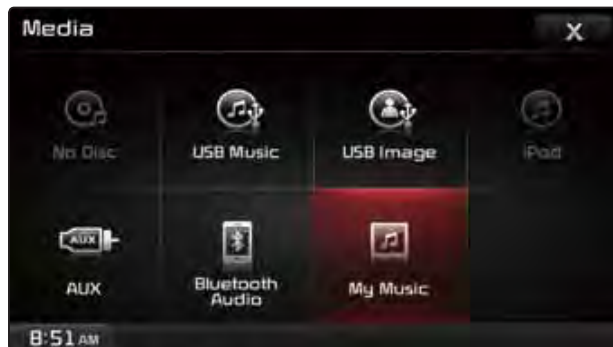 Media
X
No Disc
USB Music
USB Image
iPod
AUX
AUX
Bluetooth
Audio
My Music
8:51 AM